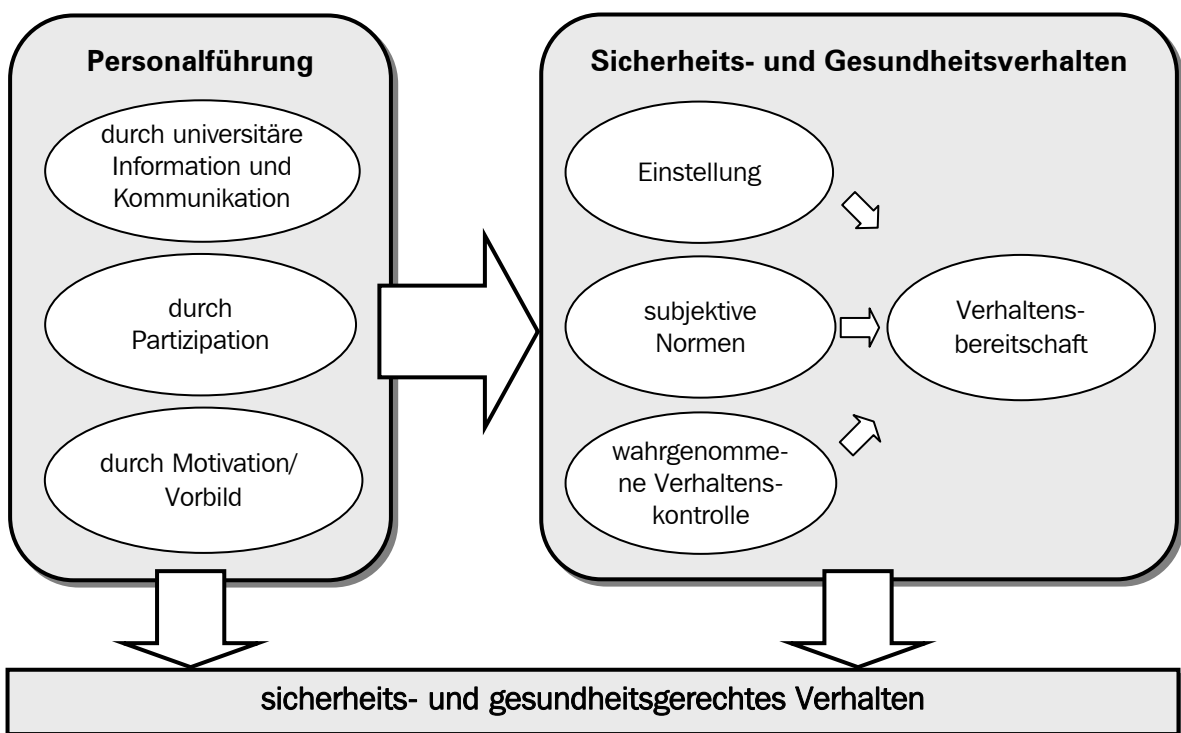 Personalführung
durch universitäre
Information und
Kommunikation
durch
Partizipation
durch Motivation/
Vorbild
Sicherheits- und Gesundheitsverhalten
Einstellung
subjektive
Normen
wahrgenomme-
ne Verhaltens-
kontrolle
Verhaltens-
bereitschaft
sicherheits- und gesundheitsgerechtes Verhalten